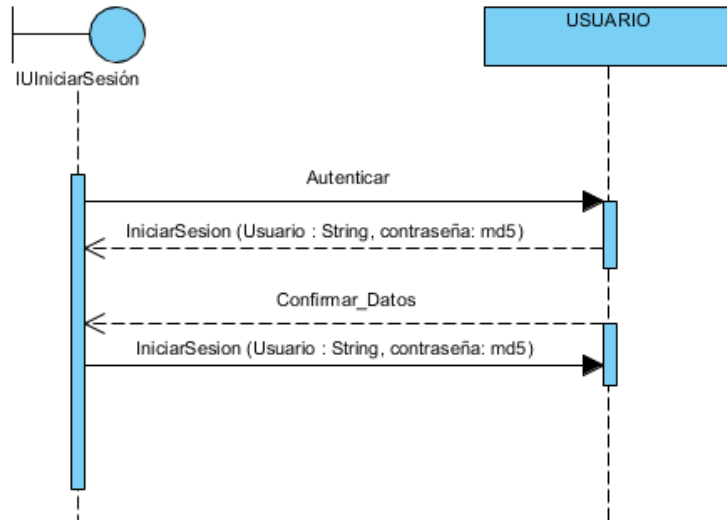 USUARIO
IUIniciarSesión
Autenticar
IniciarSesion (Usuario : String, contraseña: md5)
Confirmar_Datos
IniciarSesion (Usuario : String, contraseña: md5)